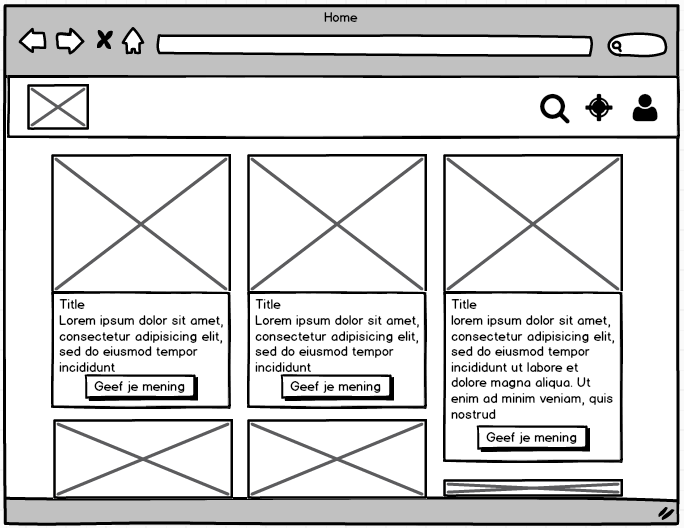 Home
Title
Lorem ipsum dolor sit amet,
consectetur adipisicing elit,
sed do eiusmod tempor
incididunt
Geef je mening
Title
Lorem ipsum dolor sit amet,
consectetur adipisicing elit,
sed do eiusmod tempor
incididunt
Geef je mening
Title
lorem ipsum dolor sit amet,
consectetur adipisicing elit,
sed do eiusmod tempor
incididunt ut labore et
dolore magna aliqua. Ut
enim ad minim veniam, quis
nostrud
Geef je mening